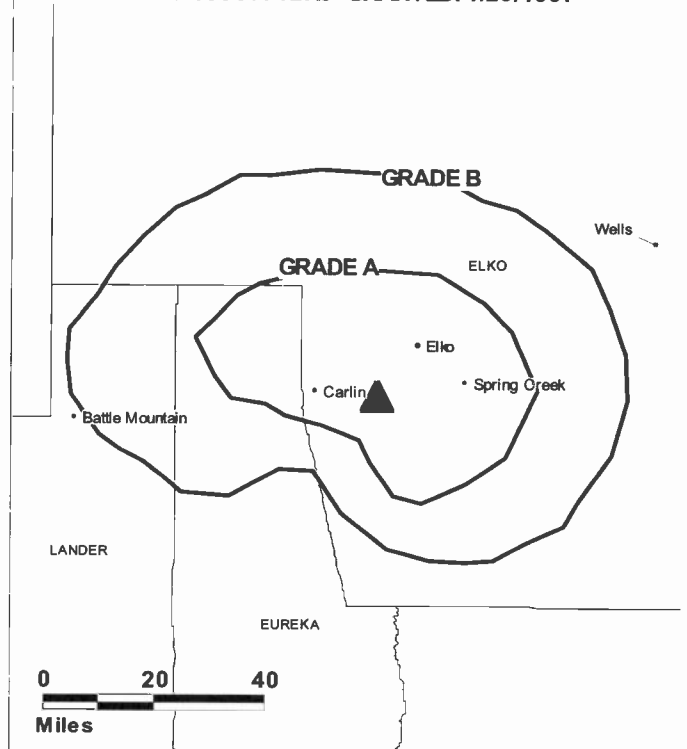 GRADE B
Wells
ELKO
GRADE A
Elko
Spring Creek
Carlin
Battle Mountain
LANDER
EUREKA
0 20 40
Miles